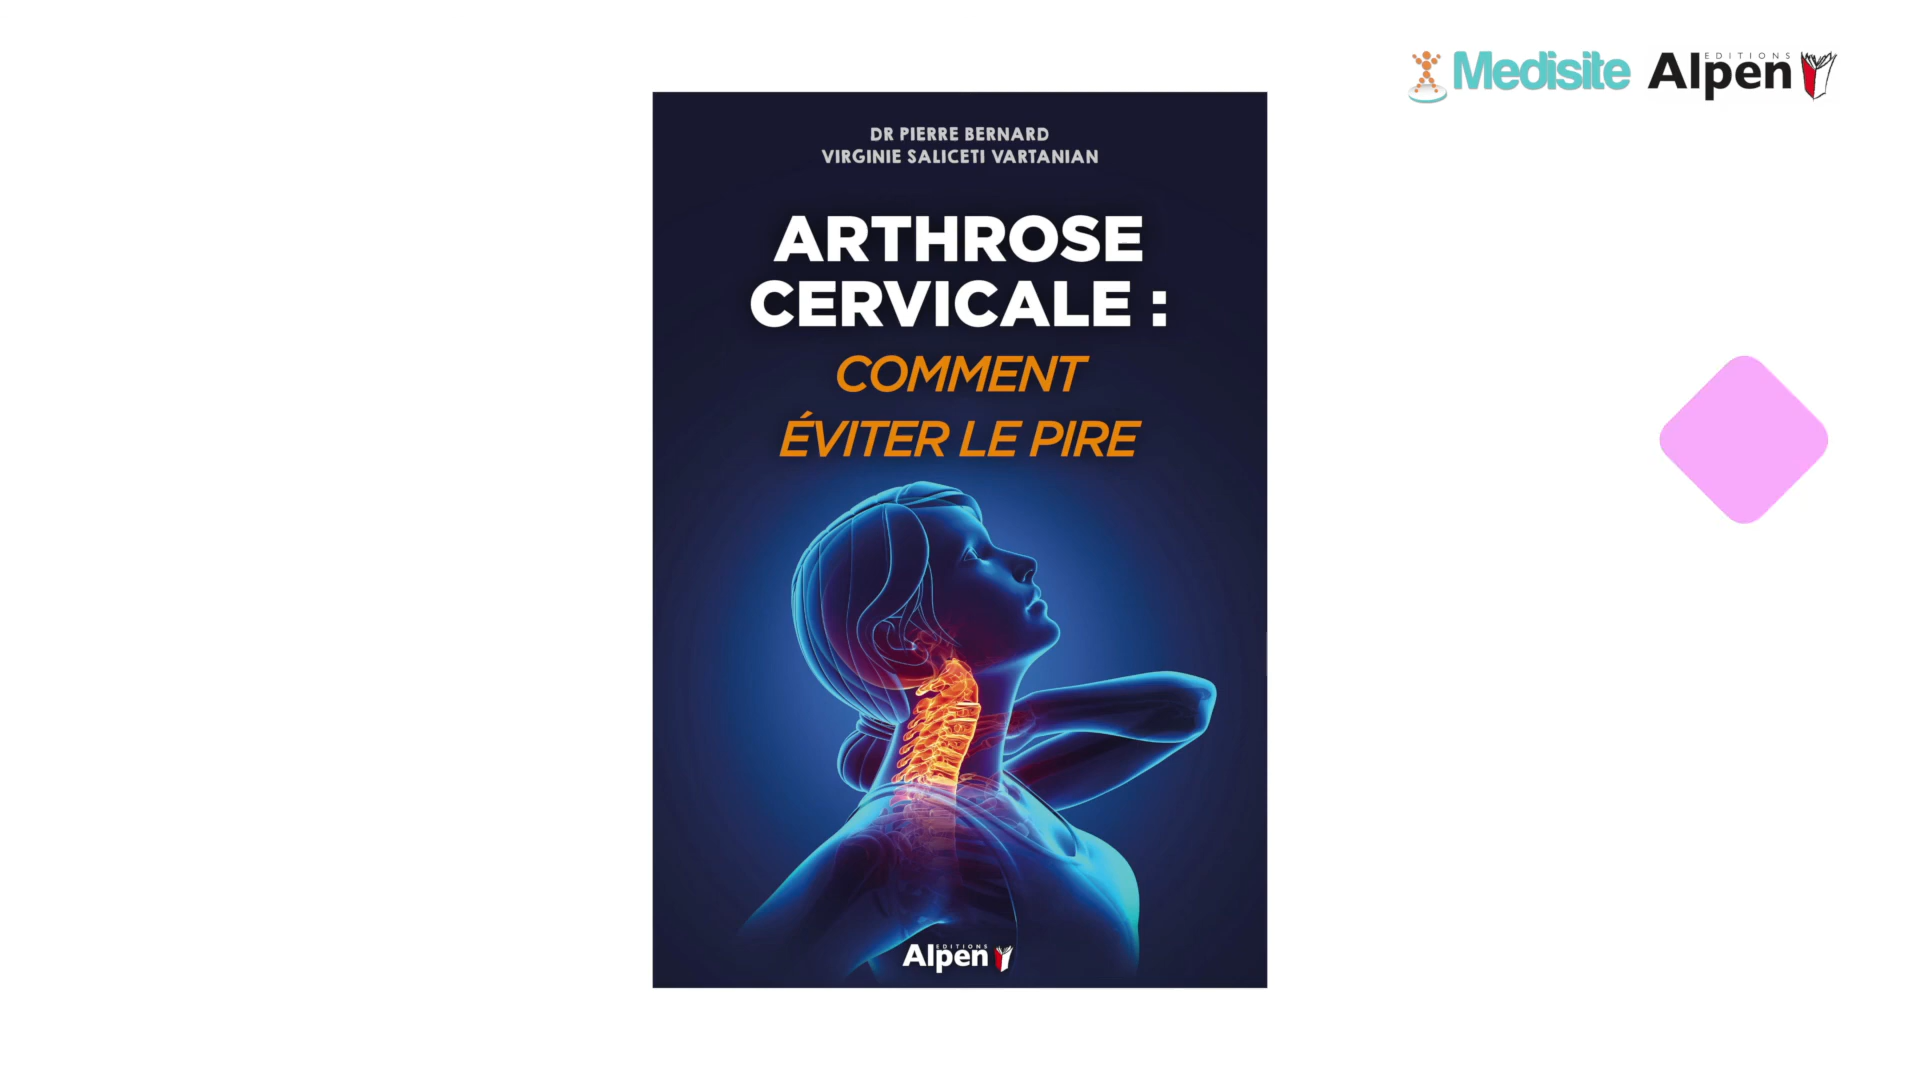 Medisite
EDITIONS
Alpen
DR PIERRE BERNARD
VIRGINIE SALICETI VARTANIAN
ARTHROSE
CERVICALE :
COMMENT
ÉVITER LE PIRE
EDITIONS
Alpen